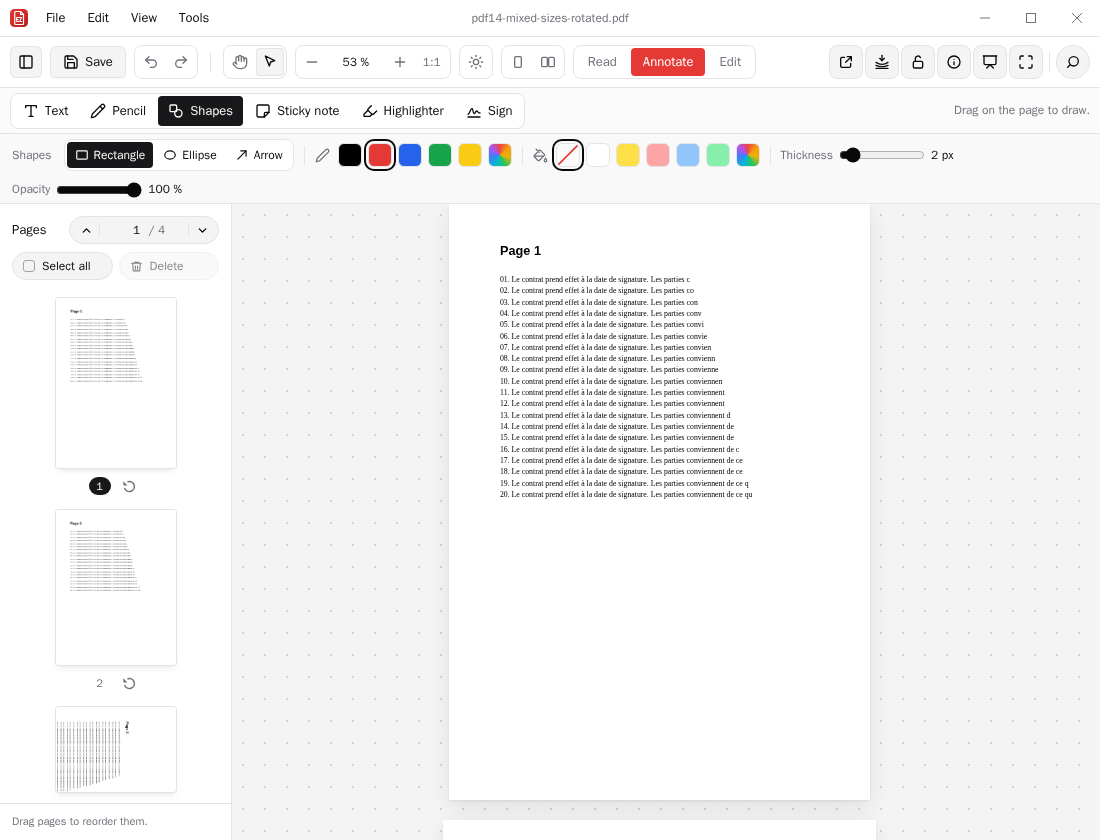 File Edit View Tools
pdf14-mixed-sizes-rotated.pdf
Save
53 %
1:1
Read Annotate Edit
Text Pencil Shapes Sticky note Highlighter Sign
Drag on the page to draw.
Shapes Rectangle Ellipse Arrow
Thickness 2 px
Opacity 100 %
Pages 1 / 4
Select all Delete
Page 1
1
Page 2
2
Drag pages to reorder them.
Page 1
01. Le contrat prend effet à la date de signature. Les parties c
02. Le contrat prend effet à la date de signature. Les parties co
03. Le contrat prend effet à la date de signature. Les parties con
04. Le contrat prend effet à la date de signature. Les parties conv
05. Le contrat prend effet à la date de signature. Les parties convi
06. Le contrat prend effet à la date de signature. Les parties convie
07. Le contrat prend effet à la date de signature. Les parties convien
08. Le contrat prend effet à la date de signature. Les parties convienn
09. Le contrat prend effet à la date de signature. Les parties convienne
10. Le contrat prend effet à la date de signature. Les parties conviennen
11. Le contrat prend effet à la date de signature. Les parties conviennent
12. Le contrat prend effet à la date de signature. Les parties conviennent
13. Le contrat prend effet à la date de signature. Les parties conviennent d
14. Le contrat prend effet à la date de signature. Les parties conviennent de
15. Le contrat prend effet à la date de signature. Les parties conviennent de
16. Le contrat prend effet à la date de signature. Les parties conviennent de c
17. Le contrat prend effet à la date de signature. Les parties conviennent de ce
18. Le contrat prend effet à la date de signature. Les parties conviennent de ce
19. Le contrat prend effet à la date de signature. Les parties conviennent de ce q
20. Le contrat prend effet à la date de signature. Les parties conviennent de ce qu